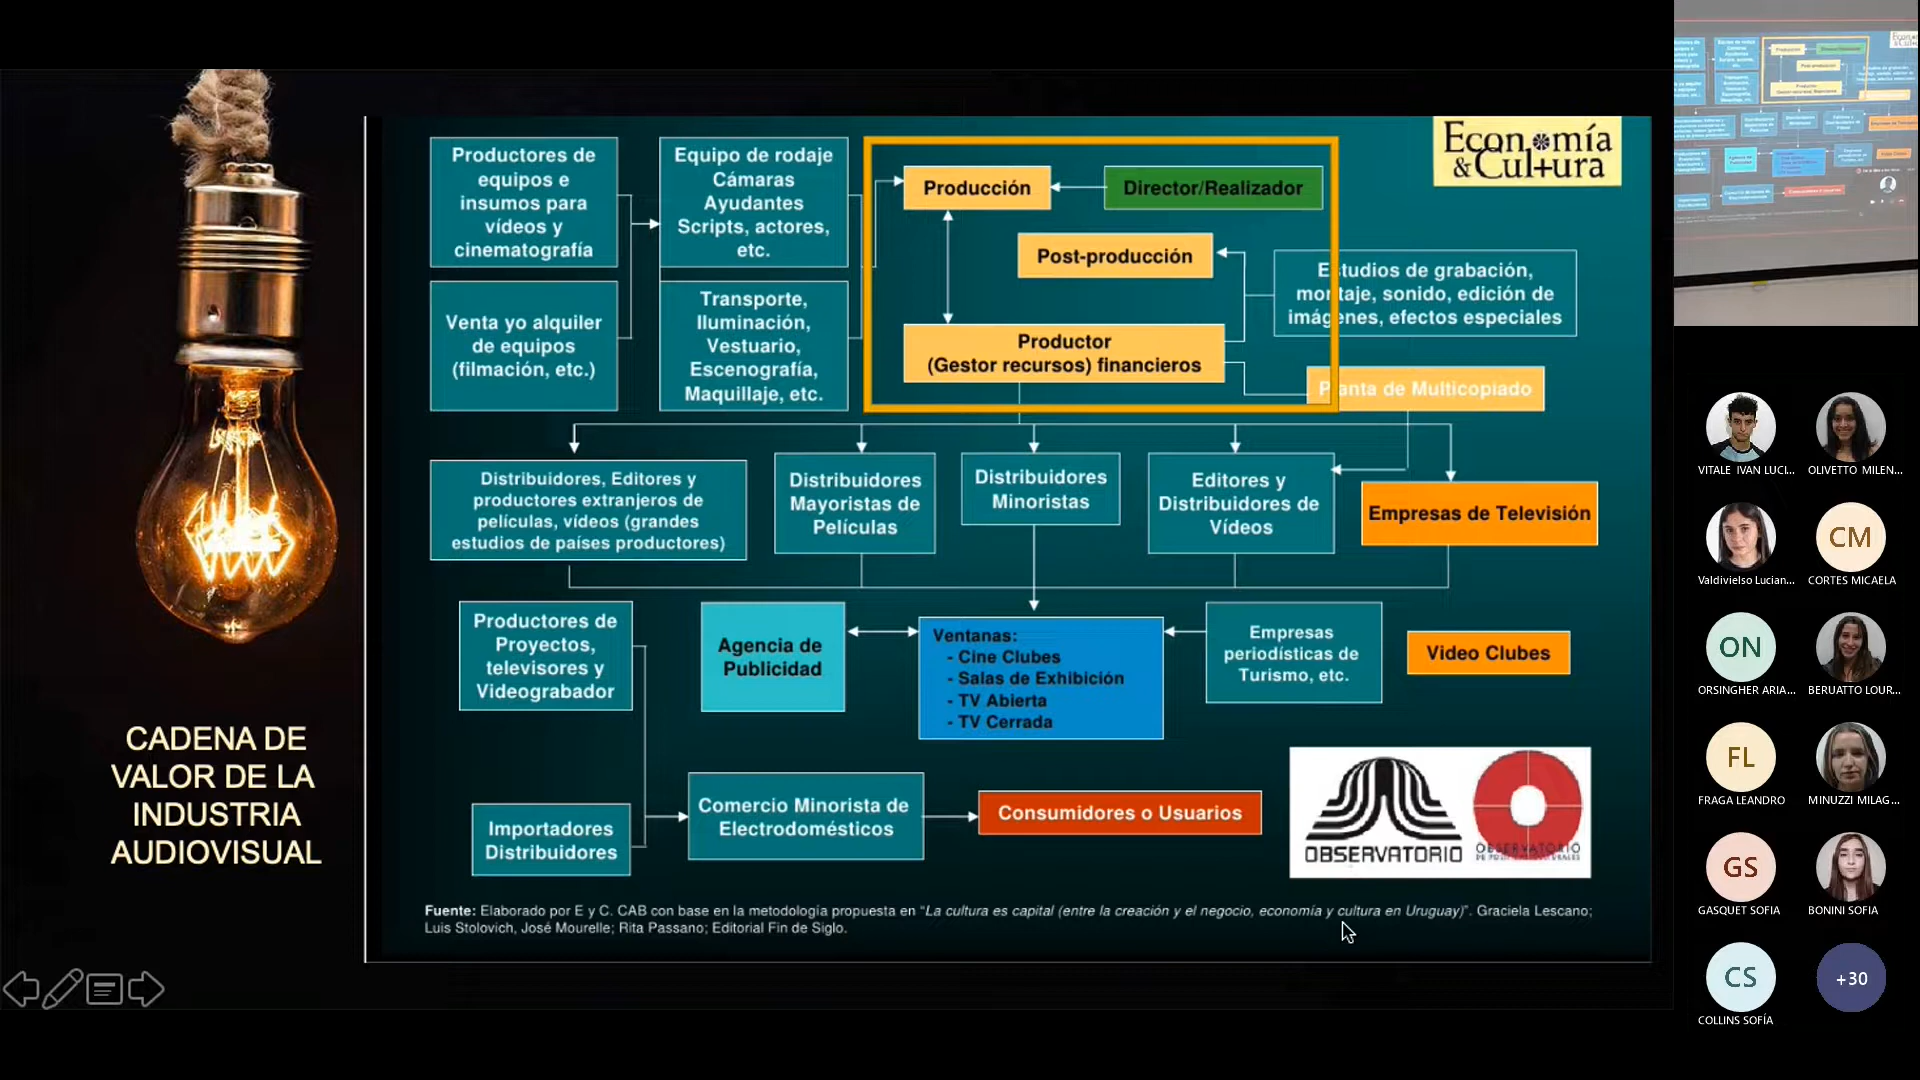 CADENA DE
VALOR DE LA
INDUSTRIA
AUDIOVISUAL
Economía
&Cultura
Productores de
equipos e
insumos para
vídeos y
cinematografía
Equipo de rodaje
Cámaras
Ayudantes
Scripts, actores,
etc.
Producción
Director/Realizador
Post-producción
Estudios de grabación,
montaje, sonido, edición de
imágenes, efectos especiales
Venta yo alquiler
de equipos
(filmación, etc.)
Transporte,
Iluminación,
Vestuario,
Escenografía,
Maquillaje, etc.
Productor
(Gestor recursos) financieros
Planta de Multicopiado
Distribuidores, Editores y
productores extranjeros de
películas, vídeos (grandes
estudios de países productores)
Distribuidores
Mayoristas de
Películas
Distribuidores
Minoristas
Editores y
Distribuidores de
Vídeos
Empresas de Televisión
Productores de
Proyectos,
televisores y
Videograbador
Agencia de
Publicidad
Ventanas:
- Cine Clubes
- Salas de Exhibición
- TV Abierta
- TV Cerrada
Empresas
periodísticas de
Turismo, etc.
Video Clubes
Importadores
Distribuidores
Comercio Minorista de
Electrodomésticos
Consumidores o Usuarios
OBSERVATORIO
OBSERVATORIO
DE POLÍTICAS CULTURALES
Fuente: Elaborado por E y C. CAB con base en la metodología propuesta en “La cultura es capital (entre la creación y el negocio, economía y cultura en Uruguay)”. Graciela Lescano;
Luis Stolovich, José Mourelle; Rita Passano; Editorial Fin de Siglo.
VITALE IVAN LUCI...
OLIVETTO MILEN...
Valdivielso Lucian...
CM
CORTES MICAELA
ON
ORSINGHER ARIA...
BERUATTO LOUR...
FL
FRAGA LEANDRO
MINUZZI MILAG...
GS
GASQUET SOFIA
BONINI SOFIA
CS
COLLINS SOFÍA
+30